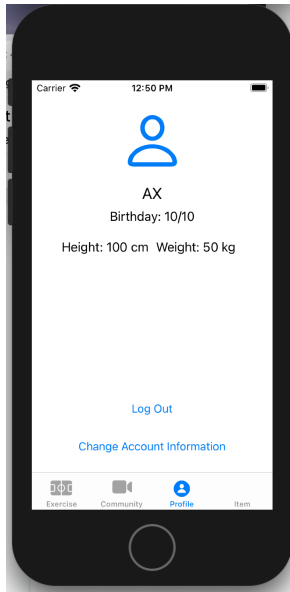 Carrier 12:50 PM
AX
Birthday: 10/10
Height: 100 cm Weight: 50 kg
Log Out
Change Account Information
Exercise Community Profile Item